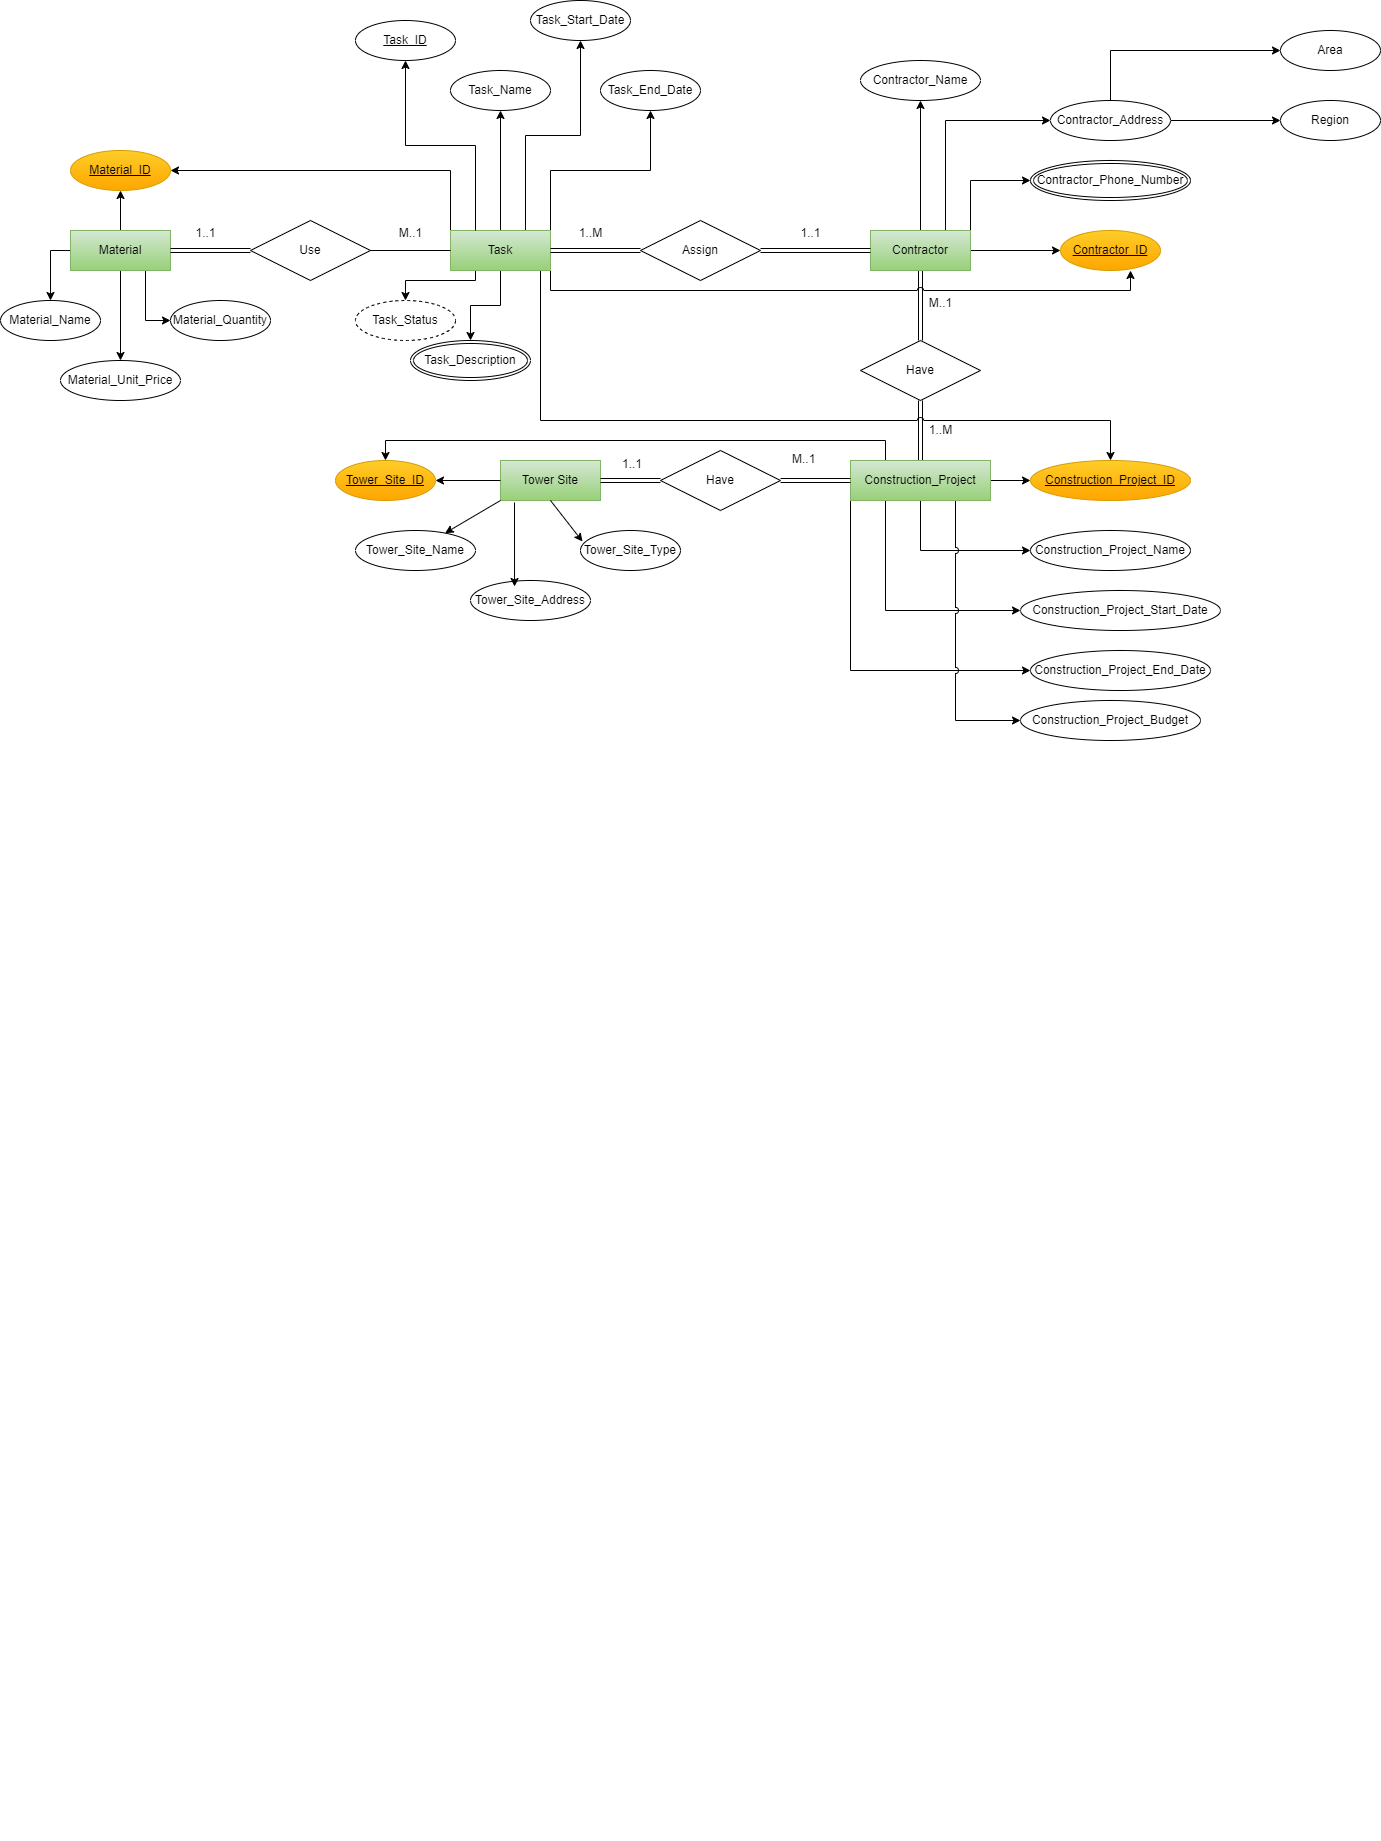 Task_Start_Date
Task_ID
Area
Contractor_Name
Task_Name
Task_End_Date
Contractor_Address
Region
Material_ID
Contractor_Phone_Number
1..1
M..1
1..M
1..1
Material
Use
Task
Assign
Contractor
Contractor_ID
M..1
Material_Name
Material_Quantity
Task_Status
Task_Description
Have
Material_Unit_Price
1..M
1..1
M..1
Tower_Site_ID
Tower Site
Have
Construction_Project
Construction_Project_ID
Tower_Site_Name
Tower_Site_Type
Construction_Project_Name
Tower_Site_Address
Construction_Project_Start_Date
Construction_Project_End_Date
Construction_Project_Budget